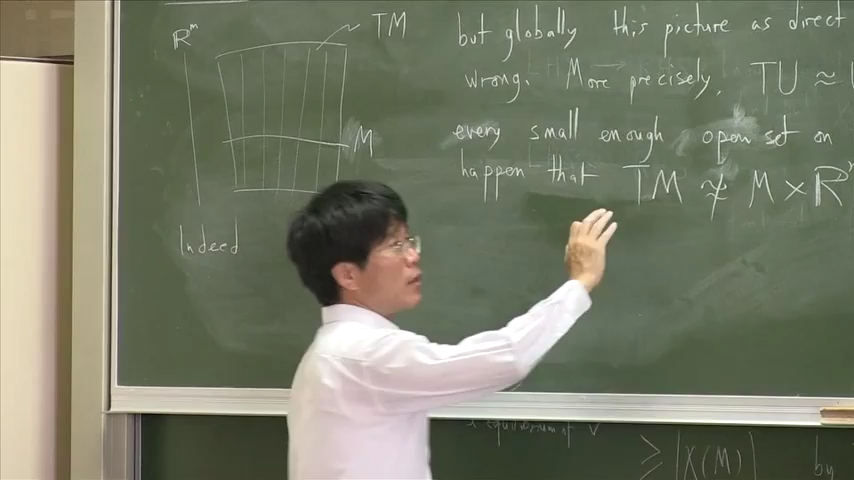 ℝᵐ
TM
M
Indeed
but globally this picture as direct
wrong. More precisely, TU ≈
every small enough open set on
happen that TM ≉ M × ℝ
≥ |χ(M)| by